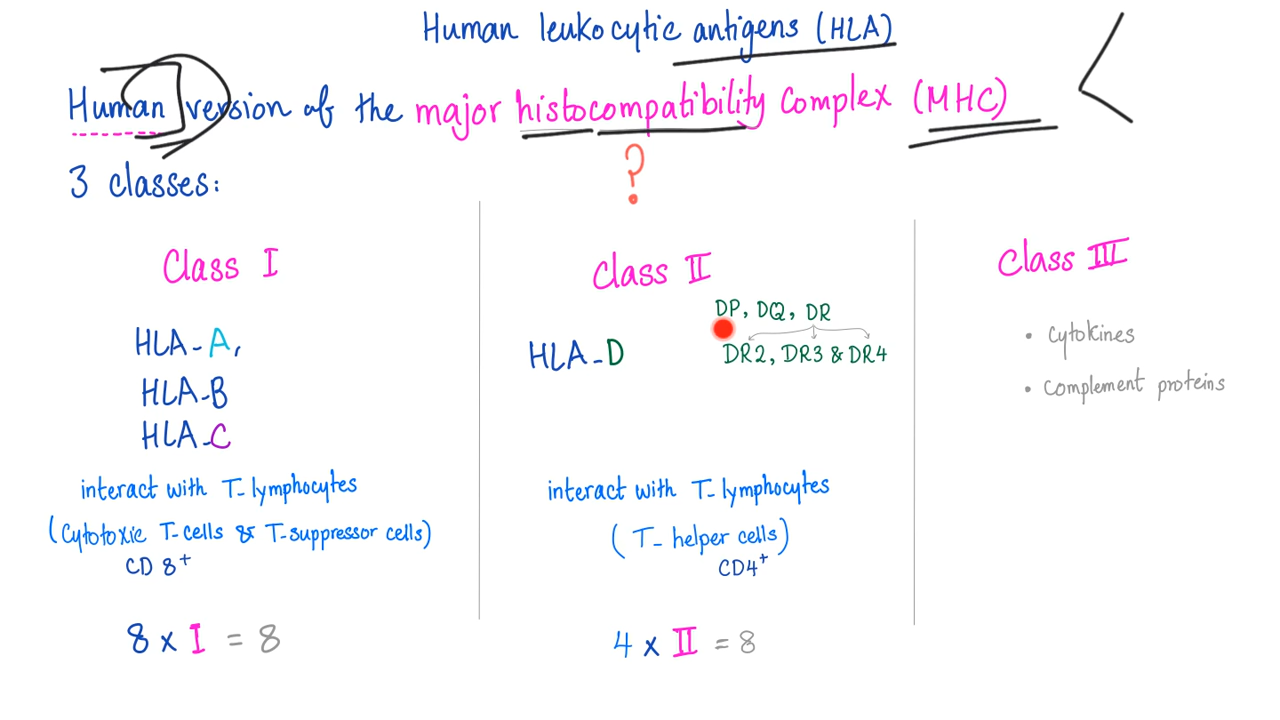 Human leukocytic antigens (HLA)
Human version of the major histocompatibility complex (MHC)
?
3 classes:
Class I
HLA-A,
HLA-B
HLA-C
interact with T-lymphocytes
(Cytotoxic T-cells & T-suppressor cells)
CD 8+
8 x I = 8
Class II
DP, DQ, DR
HLA-D
DR2, DR3 & DR4
interact with T-lymphocytes
(T-helper cells)
CD4+
4 x II = 8
Class III
• Cytokines
• Complement proteins